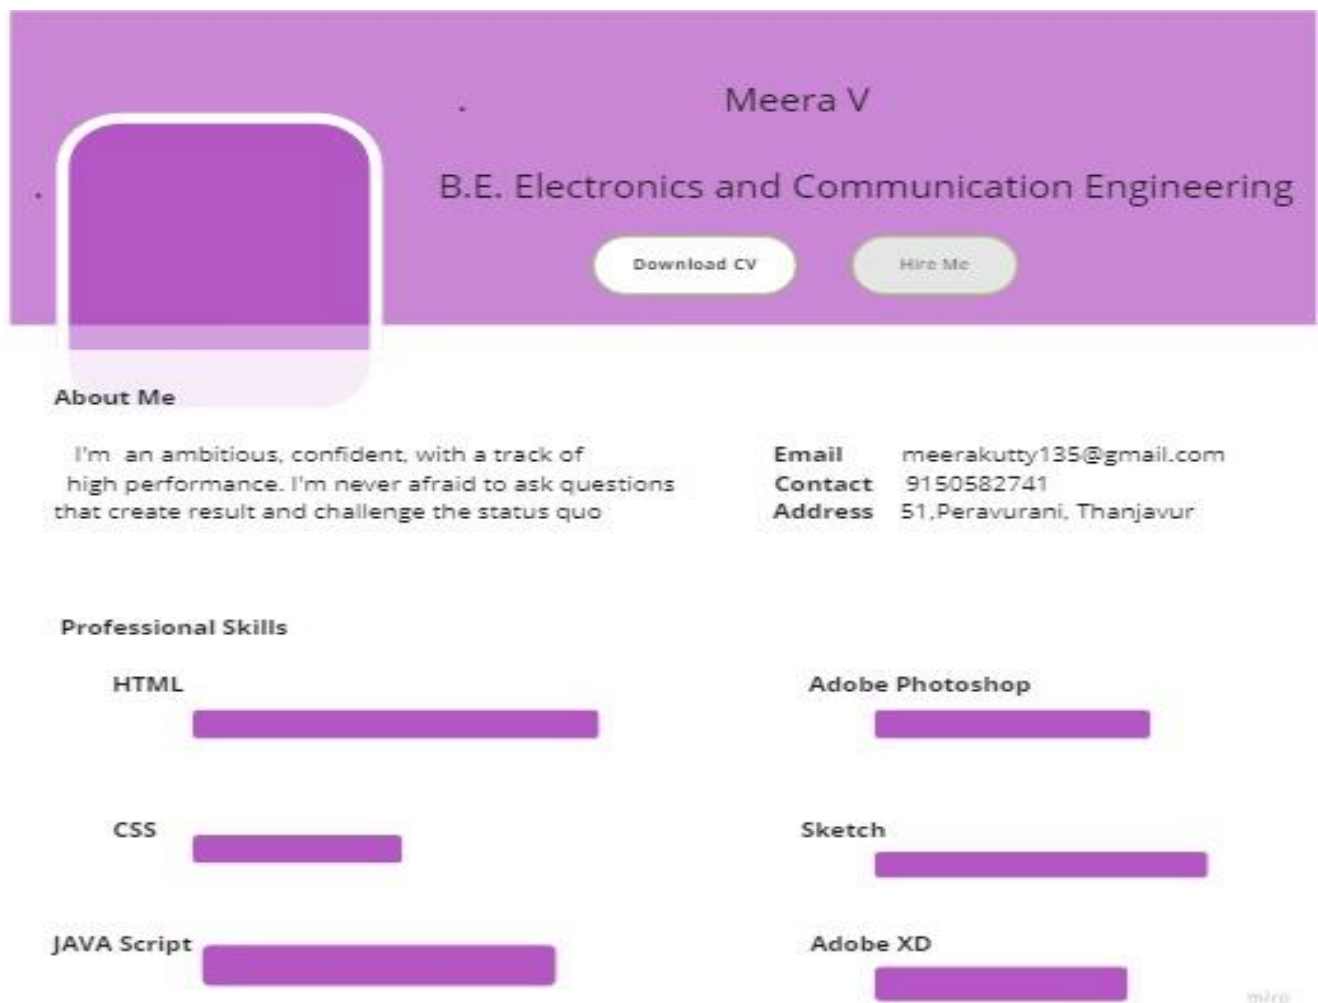 Meera V
B.E. Electronics and Communication Engineering
Download CV
Hire Me
About Me
I'm an ambitious, confident, with a track of
high performance. I'm never afraid to ask questions
that create result and challenge the status quo
Email meerakutty135@gmail.com
Contact 9150582741
Address 51,Peravurani, Thanjavur
Professional Skills
HTML
Adobe Photoshop
CSS
Sketch
JAVA Script
Adobe XD
miro